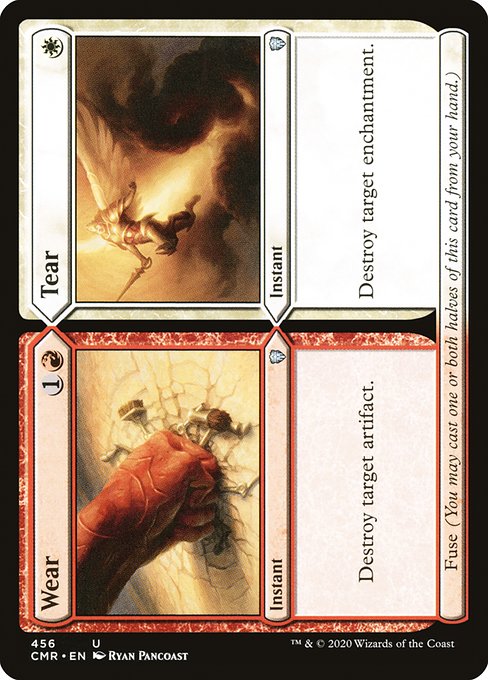 Wear 1
Instant
Destroy target artifact.
Tear
Instant
Destroy target enchantment.
Fuse (You may cast one or both halves of this card from your hand.)
456 U
CMR • EN RYAN PANCOAST
™ & © 2020 Wizards of the Coast